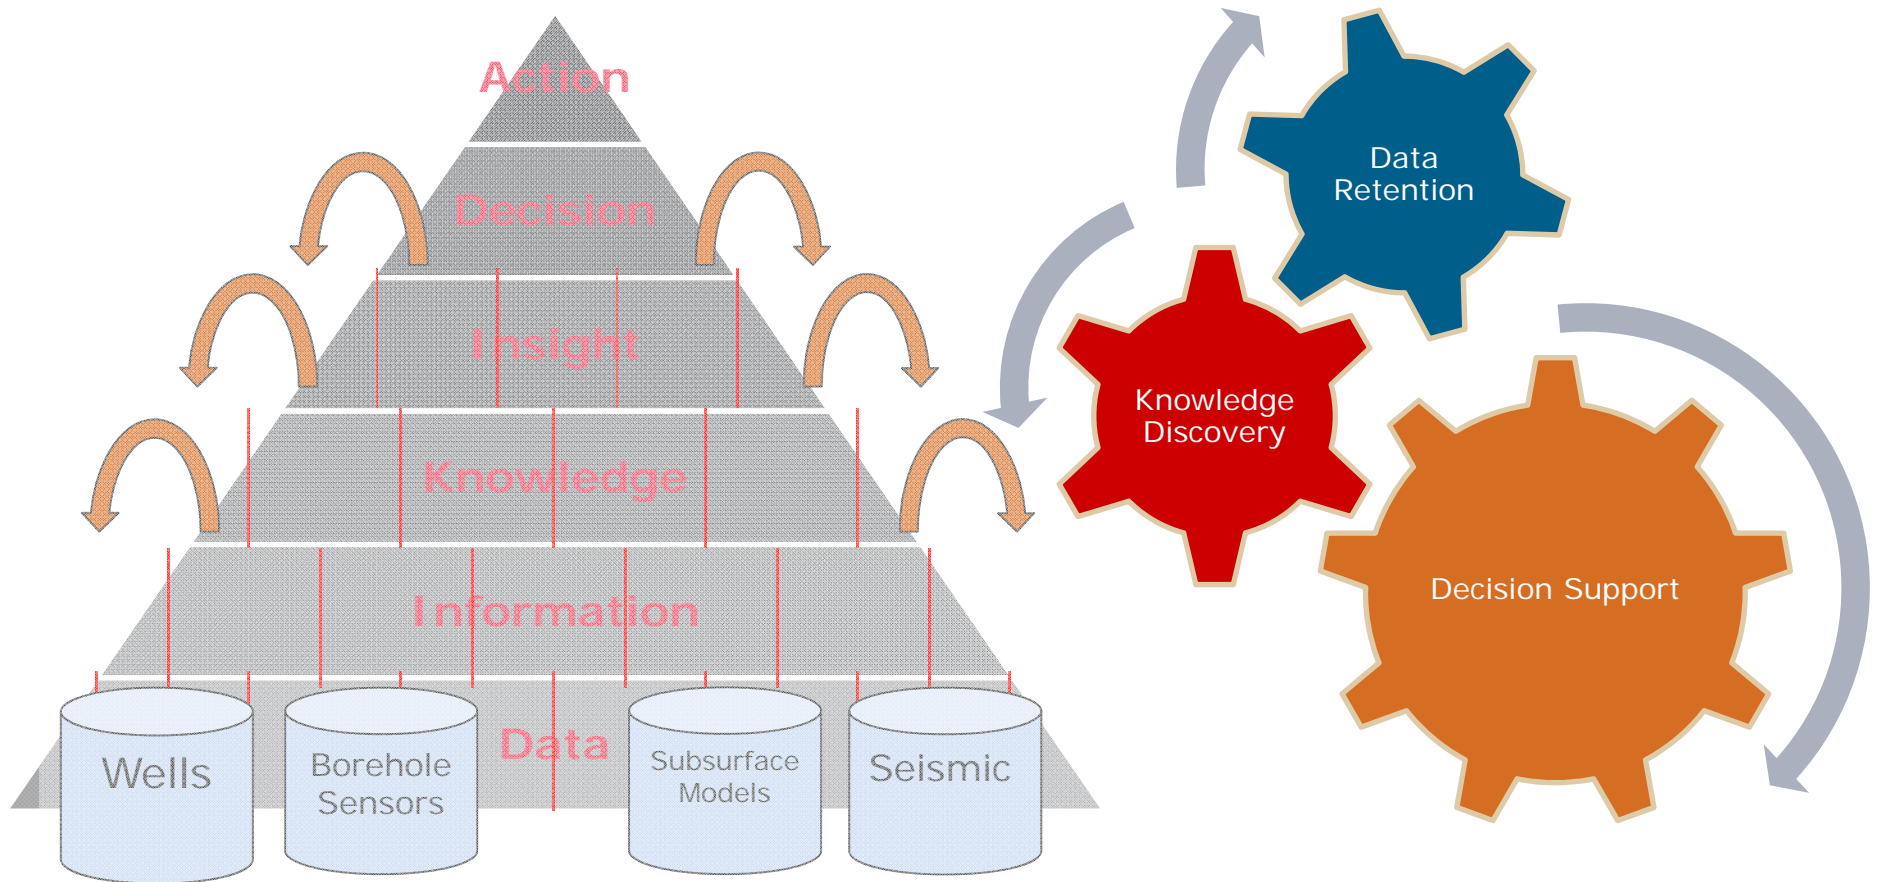 Action
Decision
Insight
Knowledge
Information
Data
Wells
Borehole
Sensors
Subsurface
Models
Seismic
Data
Retention
Knowledge
Discovery
Decision Support